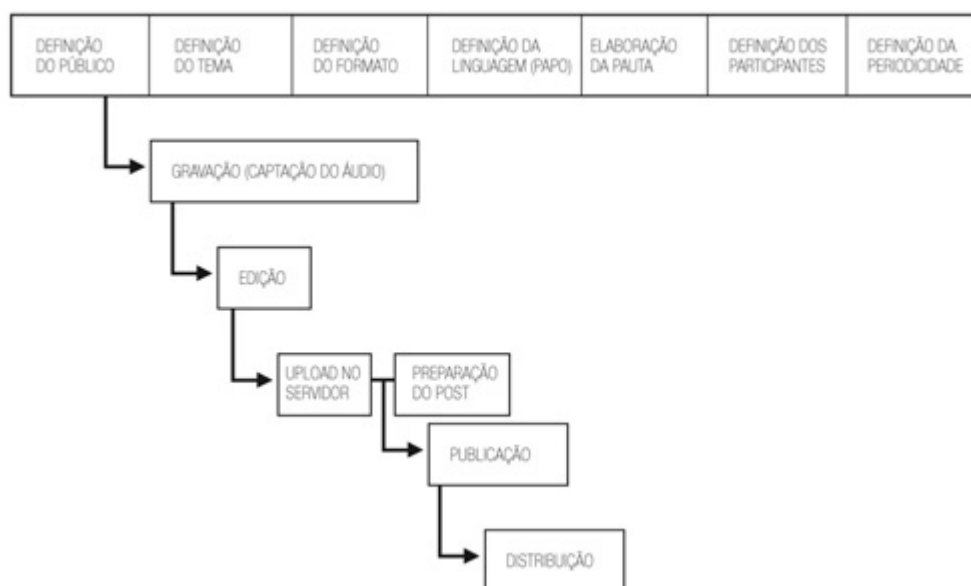 DEFINIÇÃO
DO PÚBLICO
DEFINIÇÃO
DO TEMA
DEFINIÇÃO
DO FORMATO
DEFINIÇÃO DA
LINGUAGEM (PAPO)
ELABORAÇÃO
DA PAUTA
DEFINIÇÃO DOS
PARTICIPANTES
DEFINIÇÃO DA
PERIODICIDADE
GRAVAÇÃO (CAPTAÇÃO DO ÁUDIO)
EDIÇÃO
UPLOAD NO
SERVIDOR
PREPARAÇÃO
DO POST
PUBLICAÇÃO
DISTRIBUIÇÃO